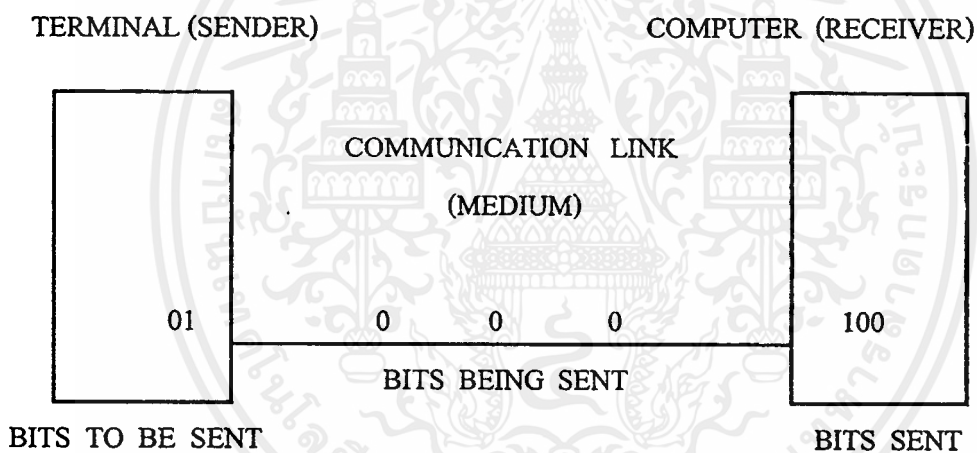 TERMINAL (SENDER)
COMPUTER (RECEIVER)
COMMUNICATION LINK
(MEDIUM)
01
0 0 0
100
BITS BEING SENT
BITS TO BE SENT
BITS SENT